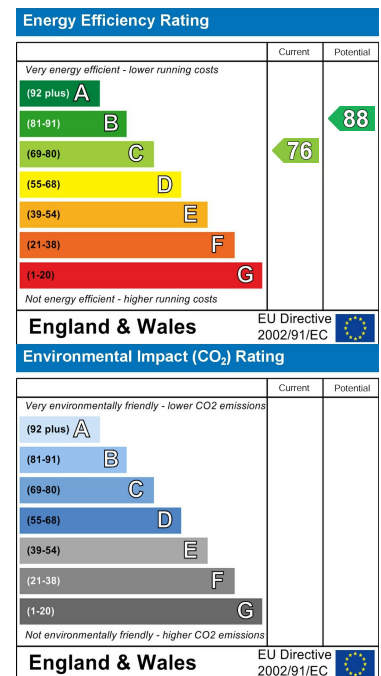 Energy Efficiency Rating
Current Potential
Very energy efficient - lower running costs
(92 plus) A
(81-91) B
(69-80) C
(55-68) D
(39-54) E
(21-38) F
(1-20) G
76
88
Not energy efficient - higher running costs
England & Wales
EU Directive
2002/91/EC
Environmental Impact (CO₂) Rating
Current Potential
Very environmentally friendly - lower CO2 emissions
(92 plus) A
(81-91) B
(69-80) C
(55-68) D
(39-54) E
(21-38) F
(1-20) G
Not environmentally friendly - higher CO2 emissions
England & Wales
EU Directive
2002/91/EC